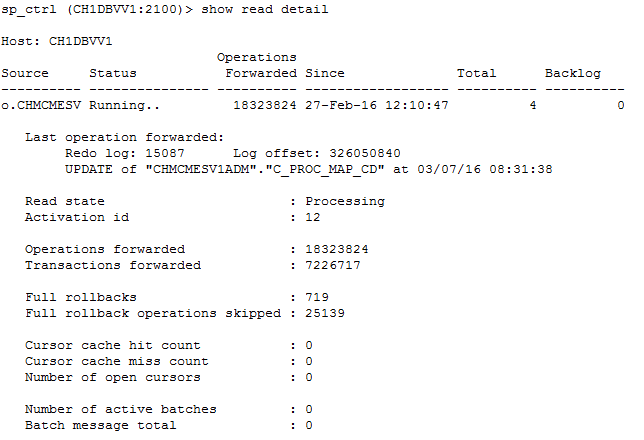 sp_ctrl (CH1DBVV1:2100)> show read detail
Host: CH1DBVV1
Operations
Source Status Forwarded Since Total Backlog
---------- --------------- ---------- ------------------ ---------- ----------
o.CHMCMESV Running.. 18323824 27-Feb-16 12:10:47 4 0
Last operation forwarded:
Redo log: 15087 Log offset: 326050840
UPDATE of "CHMCMESV1ADM"."C_PROC_MAP_CD" at 03/07/16 08:31:38
Read state : Processing
Activation id : 12
Operations forwarded : 18323824
Transactions forwarded : 7226717
Full rollbacks : 719
Full rollback operations skipped : 25139
Cursor cache hit count : 0
Cursor cache miss count : 0
Number of open cursors : 0
Number of active batches : 0
Batch message total : 0